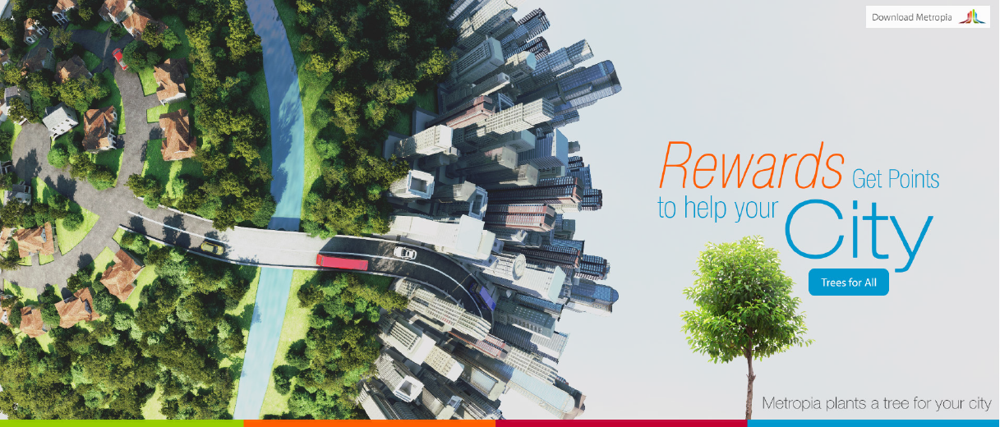 Download Metropia
Rewards Get Points
to help your City
Trees for All
Metropia plants a tree for your city